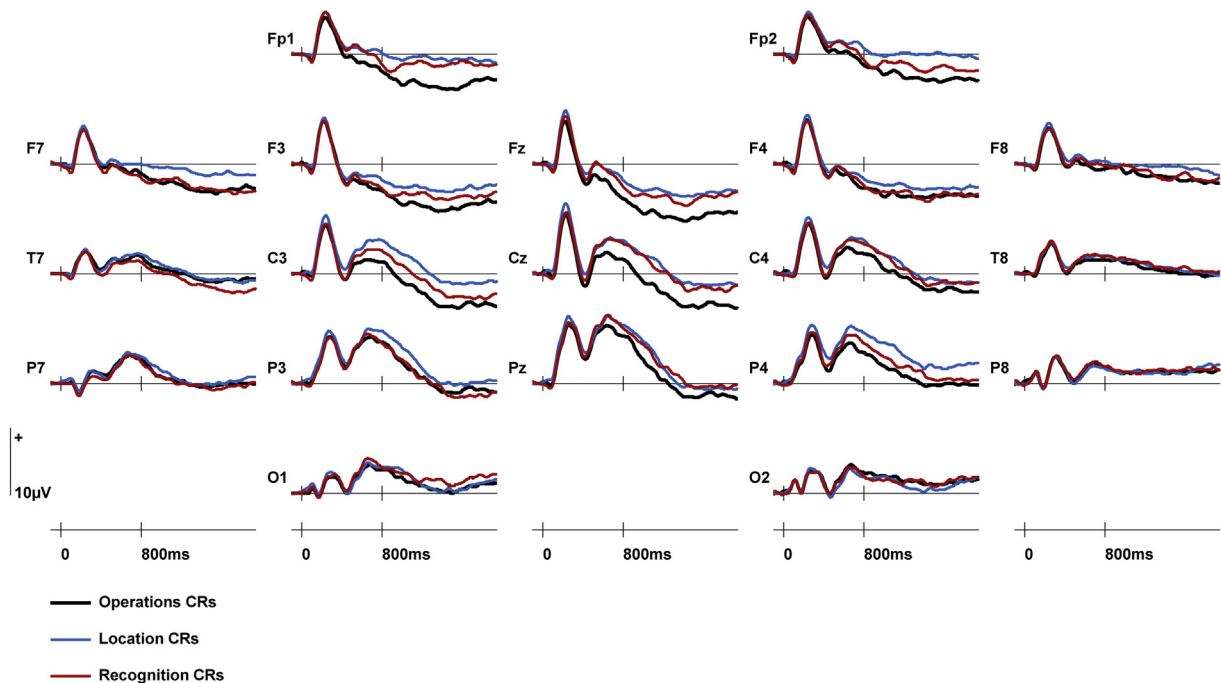 Fp1 Fp2
F7 F3 Fz F4 F8
T7 C3 Cz C4 T8
P7 P3 Pz P4 P8
+
10µV
O1 O2
0 800ms 0 800ms 0 800ms 0 800ms 0 800ms
Operations CRs
Location CRs
Recognition CRs